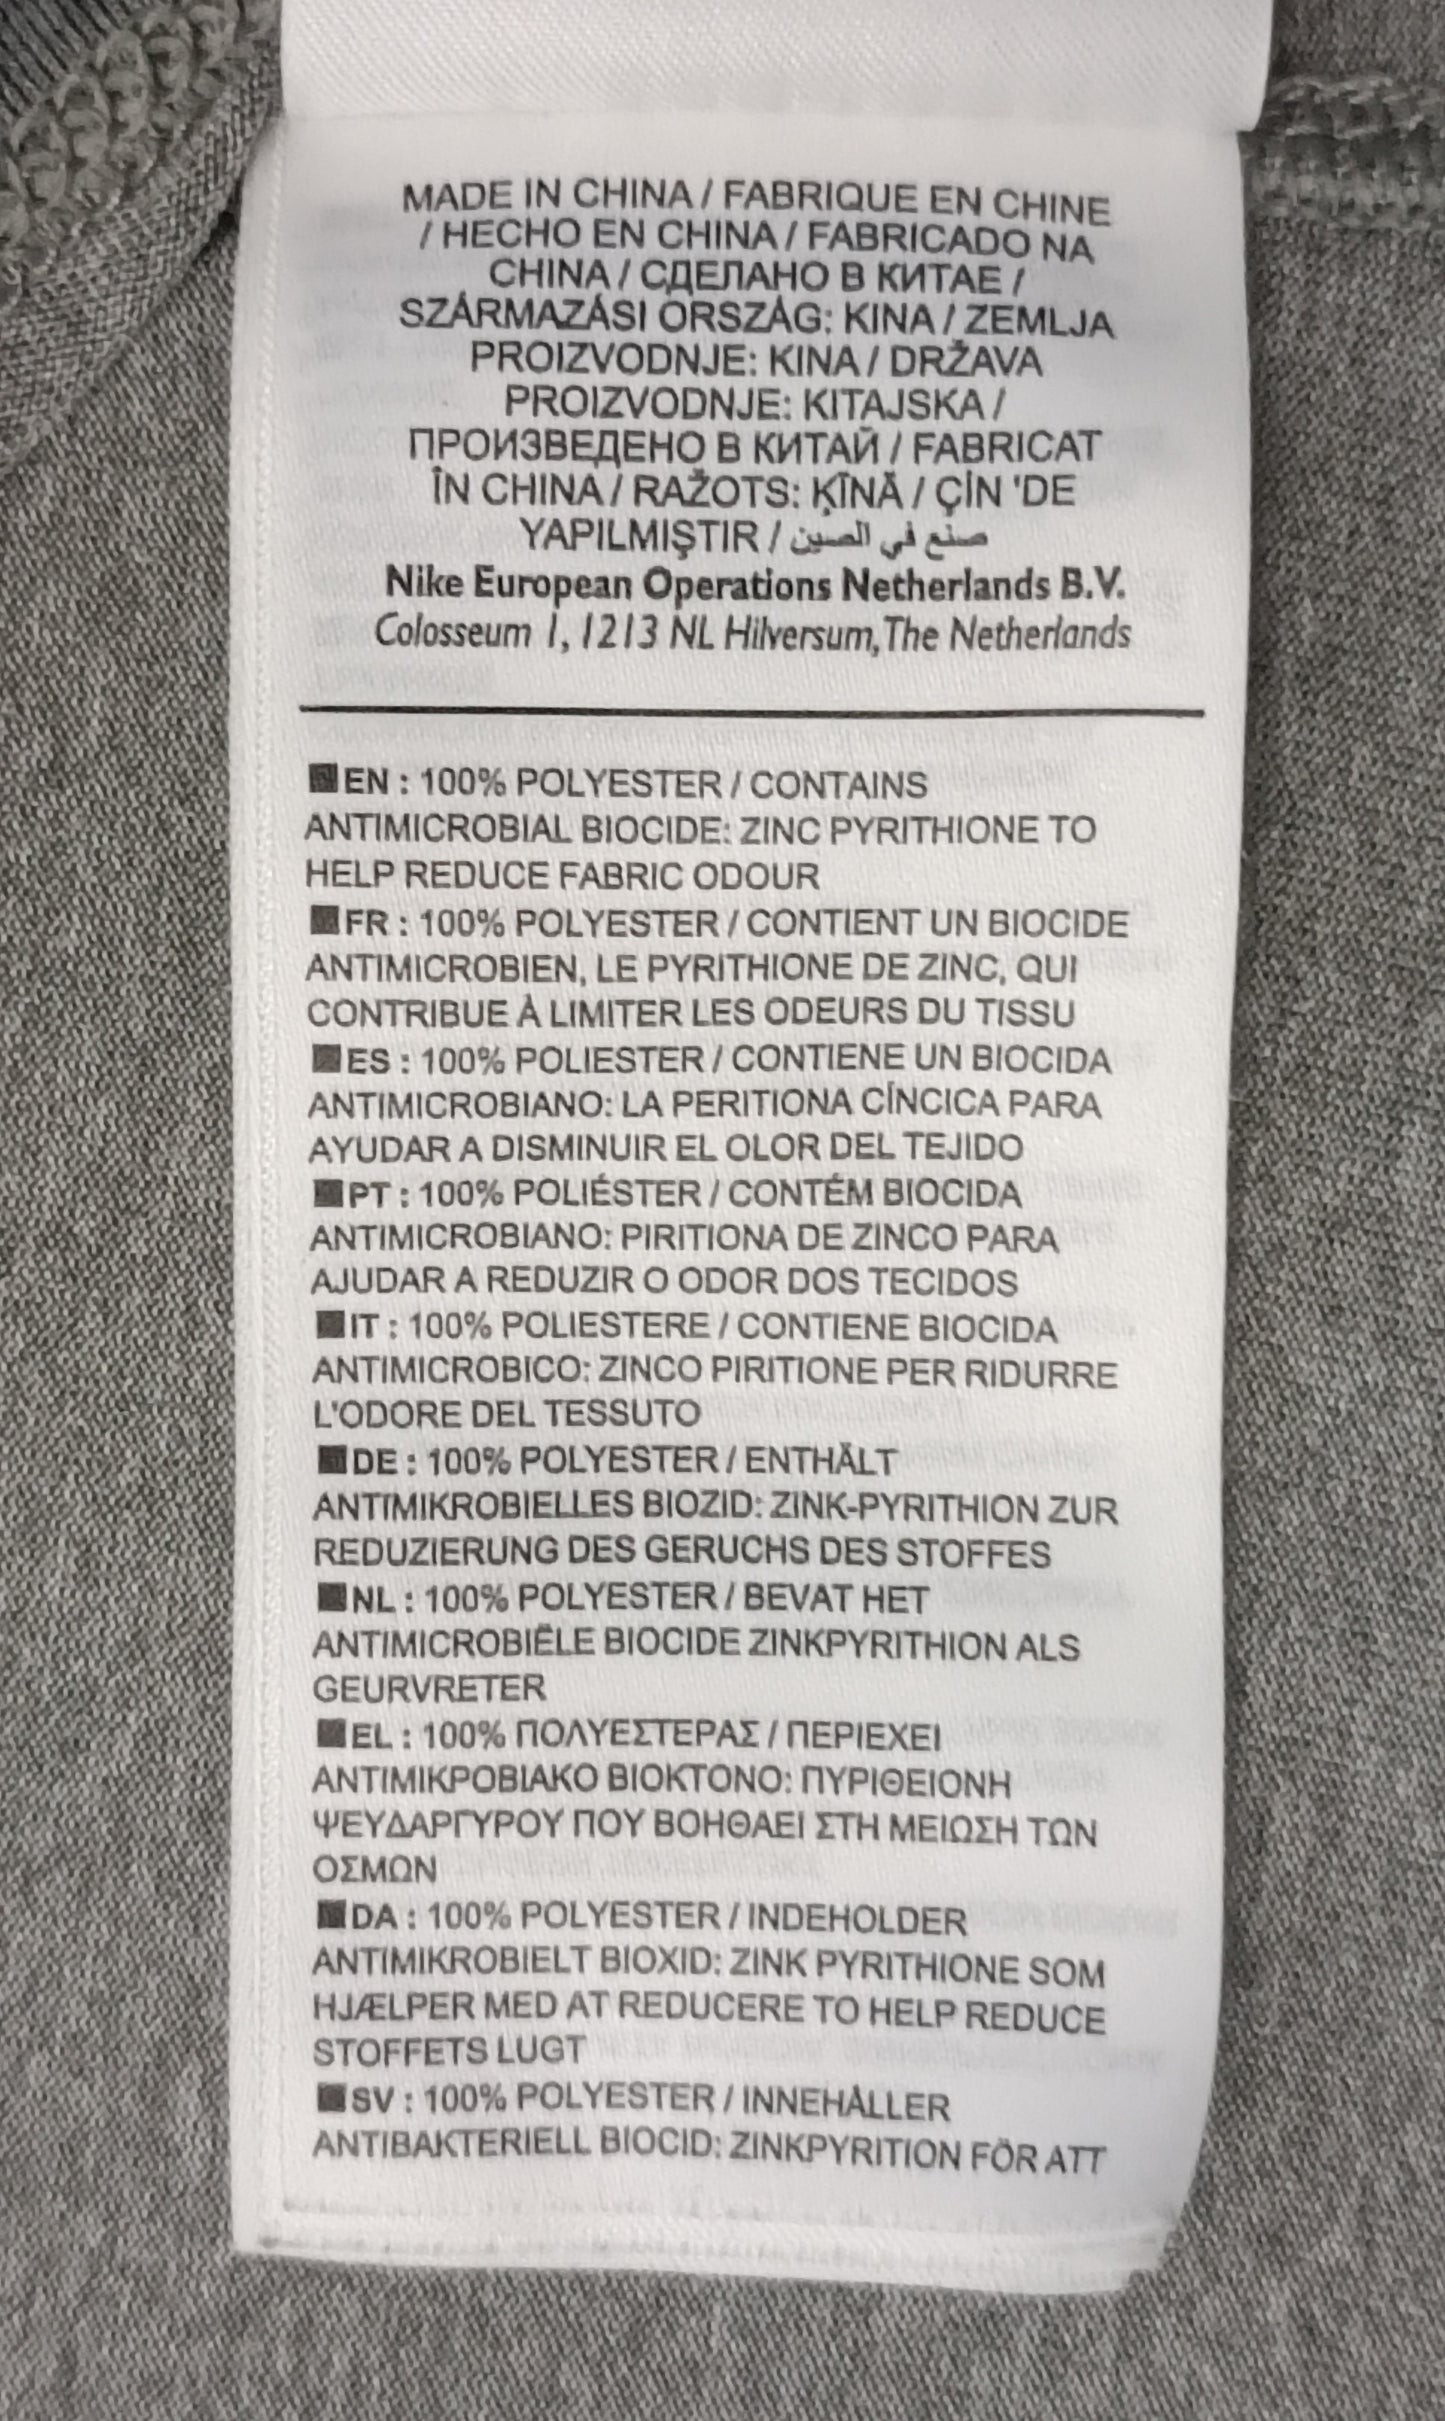 MADE IN CHINA / FABRIQUE EN CHINE
/ HECHO EN CHINA / FABRICADO NA
CHINA / СДЕЛАНО В КИТАЕ /
SZÁRMAZÁSI ORSZÁG: KINA / ZEMLJA
PROIZVODNJE: KINA / DRŽAVA
PROIZVODNJE: KITAJSKA /
ПРОИЗВЕДЕНО В КИТАЙ / FABRICAT
ÎN CHINA / RAŽOTS: ĶĪNĀ / ÇİN 'DE
YAPILMIŞTIR / صنع في الصين
Nike European Operations Netherlands B.V.
Colosseum 1, 1213 NL Hilversum, The Netherlands
■EN : 100% POLYESTER / CONTAINS
ANTIMICROBIAL BIOCIDE: ZINC PYRITHIONE TO
HELP REDUCE FABRIC ODOUR
■FR : 100% POLYESTER / CONTIENT UN BIOCIDE
ANTIMICROBIEN, LE PYRITHIONE DE ZINC, QUI
CONTRIBUE À LIMITER LES ODEURS DU TISSU
■ES : 100% POLIESTER / CONTIENE UN BIOCIDA
ANTIMICROBIANO: LA PERITIONA CÍNCICA PARA
AYUDAR A DISMINUIR EL OLOR DEL TEJIDO
■PT : 100% POLIÉSTER / CONTÉM BIOCIDA
ANTIMICROBIANO: PIRITIONA DE ZINCO PARA
AJUDAR A REDUZIR O ODOR DOS TECIDOS
■IT : 100% POLIESTERE / CONTIENE BIOCIDA
ANTIMICROBICO: ZINCO PIRITIONE PER RIDURRE
L'ODORE DEL TESSUTO
■DE : 100% POLYESTER / ENTHÄLT
ANTIMIKROBIELLES BIOZID: ZINK-PYRITHION ZUR
REDUZIERUNG DES GERUCHS DES STOFFES
■NL : 100% POLYESTER / BEVAT HET
ANTIMICROBIËLE BIOCIDE ZINKPYRITHION ALS
GEURVRETER
■EL : 100% ΠΟΛΥΕΣΤΕΡΑΣ / ΠΕΡΙΕΧΕΙ
ΑΝΤΙΜΙΚΡΟΒΙΑΚΟ ΒΙΟΚΤΟΝΟ: ΠΥΡΙΘΕΙΟΝΗ
ΨΕΥΔΑΡΓΥΡΟΥ ΠΟΥ ΒΟΗΘΑΕΙ ΣΤΗ ΜΕΙΩΣΗ ΤΩΝ
ΟΣΜΩΝ
■DA : 100% POLYESTER / INDEHOLDER
ANTIMIKROBIELT BIOXID: ZINK PYRITHIONE SOM
HJÆLPER MED AT REDUCERE TO HELP REDUCE
STOFFETS LUGT
■SV : 100% POLYESTER / INNEHÅLLER
ANTIBAKTERIELL BIOCID: ZINKPYRITION FÖR ATT